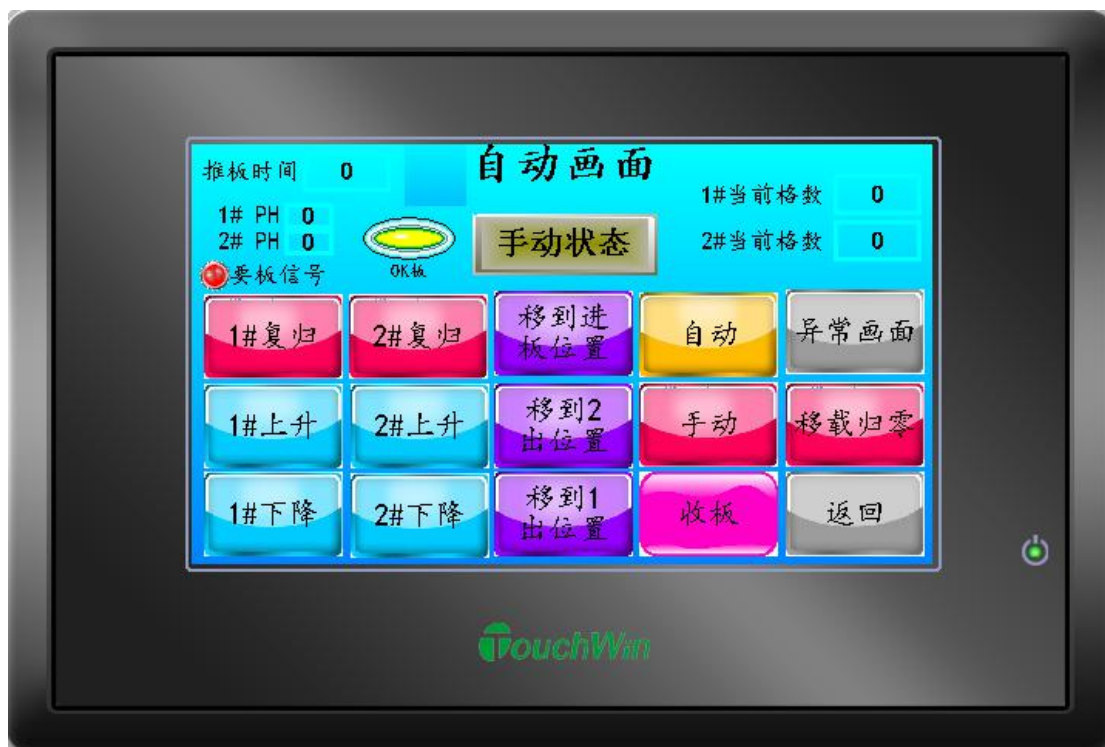 自动画面
推板时间 0
1# PH 0
2# PH 0
要板信号
OK板
手动状态
1#当前格数 0
2#当前格数 0
1#复归
2#复归
移到进
板位置
自动
异常画面
1#上升
2#上升
移到2
出位置
手动
移载归零
1#下降
2#下降
移到1
出位置
收板
返回
TouchWin